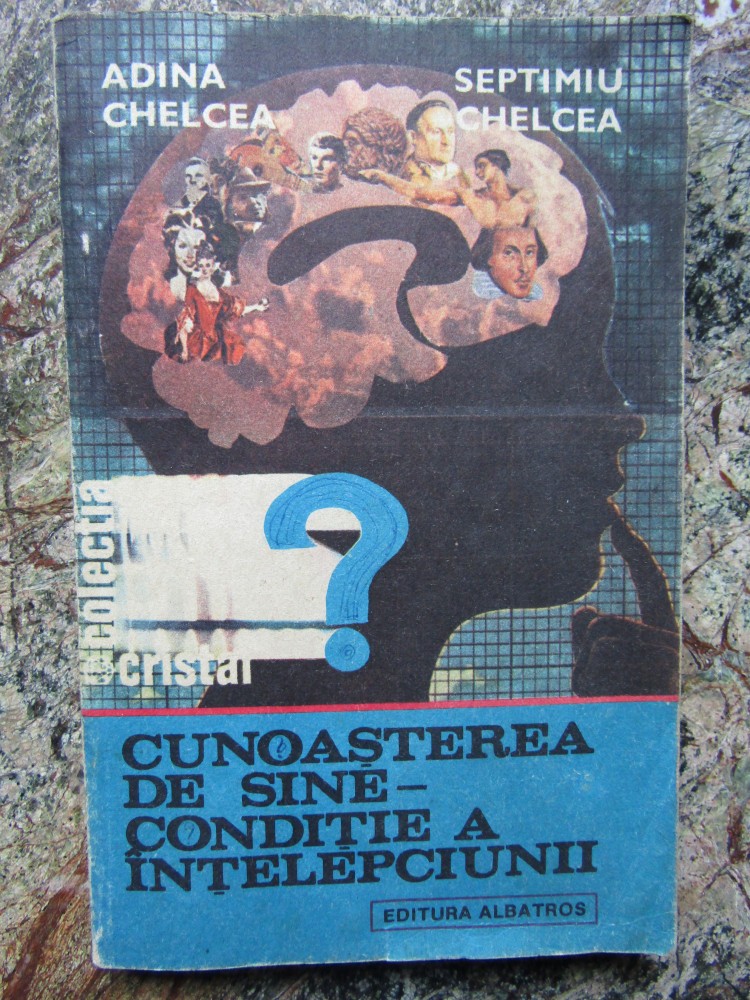 ADINA
CHELCEA
SEPTIMIU
CHELCEA
colecția
cristal
?
CUNOAȘTEREA
DE SINE –
CONDIȚIE A
ÎNȚELEPCIUNII
EDITURA ALBATROS